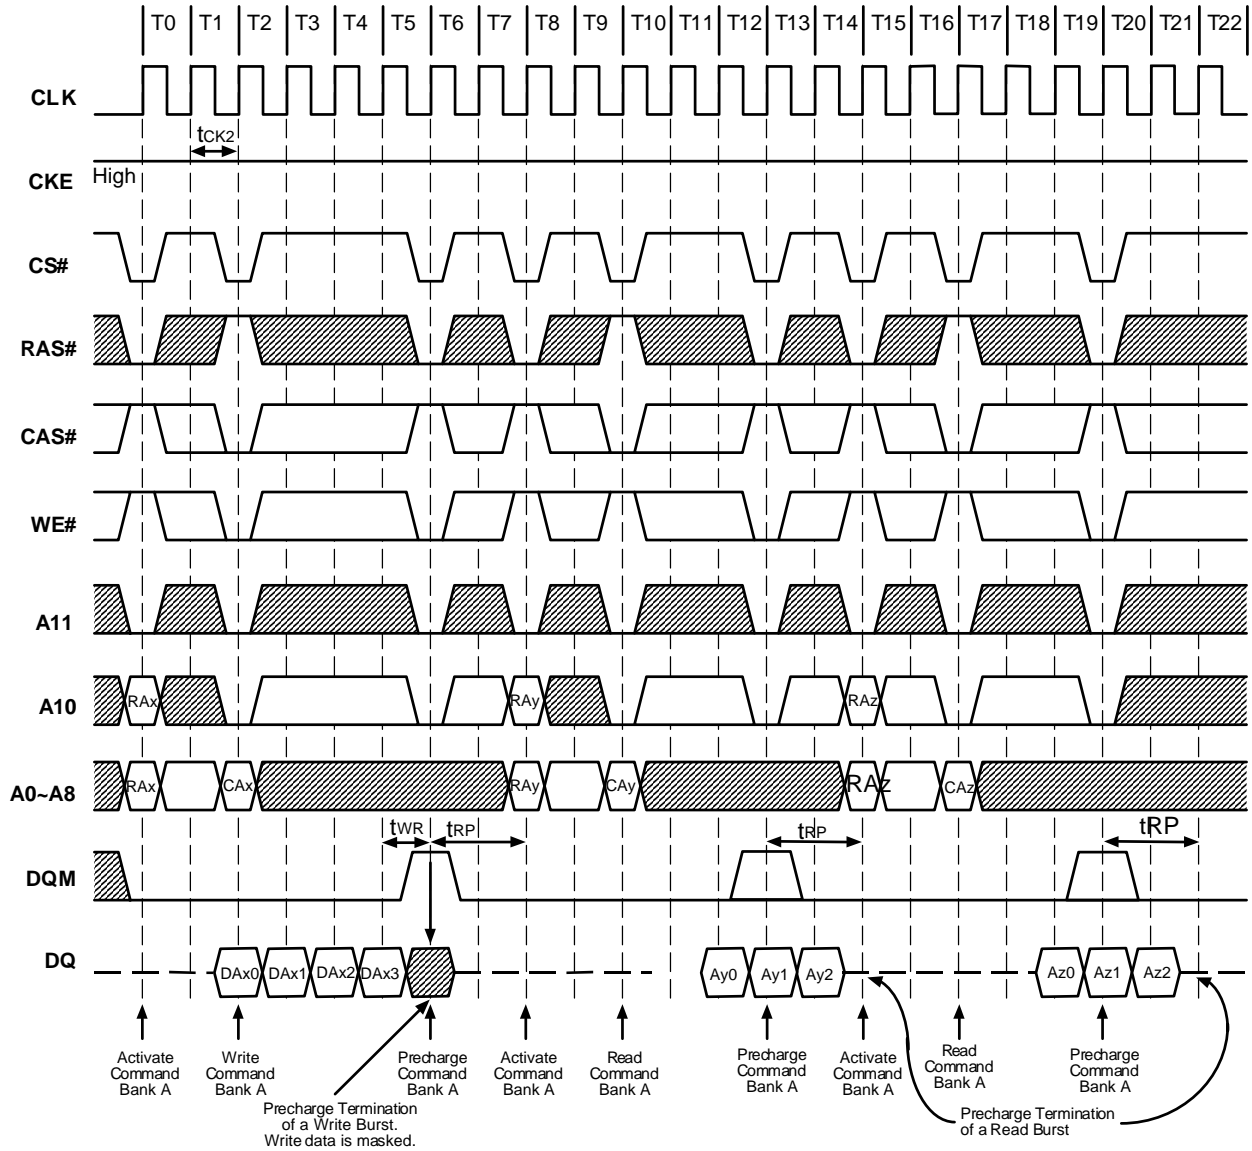 T0 T1 T2 T3 T4 T5 T6 T7 T8 T9 T10 T11 T12 T13 T14 T15 T16 T17 T18 T19 T20 T21 T22
CLK
tCK2
CKE High
CS#
RAS#
CAS#
WE#
A11
A10 RAx RAy RAz
A0~A8 RAx CAx RAy CAy RAz CAz
tWR tRP tRP tRP
DQM
DQ DAx0 DAx1 DAx2 DAx3 Ay0 Ay1 Ay2 Az0 Az1 Az2
Activate
Command
Bank A
Write
Command
Bank A
Precharge
Command
Bank A
Activate
Command
Bank A
Read
Command
Bank A
Precharge
Command
Bank A
Activate
Command
Bank A
Read
Command
Bank A
Precharge
Command
Bank A
Precharge Termination
of a Write Burst.
Write data is masked.
Precharge Termination
of a Read Burst